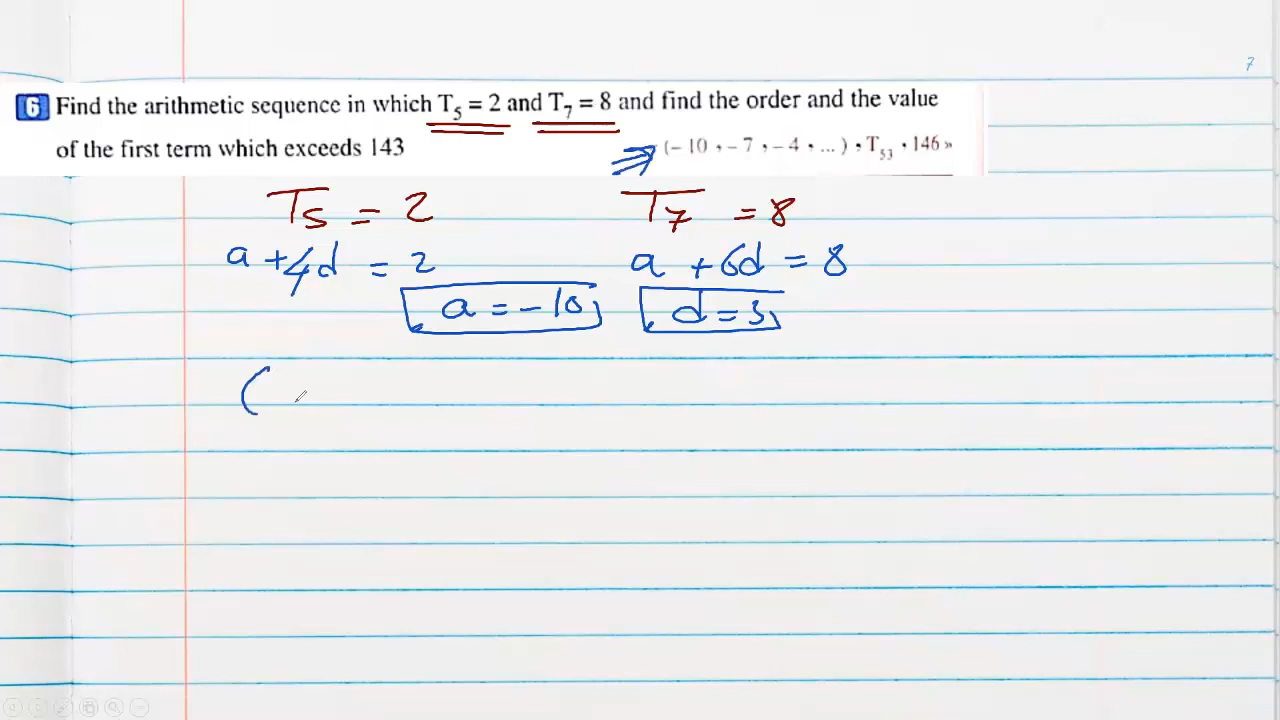 7
6 Find the arithmetic sequence in which T₅ = 2 and T₇ = 8 and find the order and the value
of the first term which exceeds 143
(– 10 , – 7 , – 4 , ...) , T₅₃ , 146 »
T₅ = 2 T₇ = 8
a + 4d = 2 a + 6d = 8
a = – 10 d = 3
(